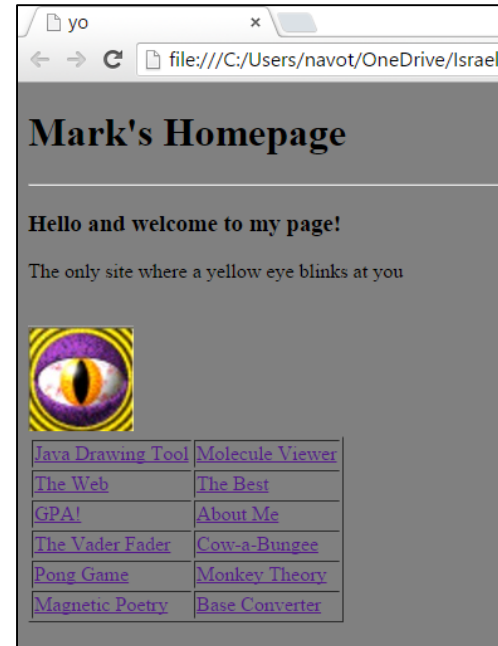 yo
file:///C:/Users/navot/OneDrive/Israel
Mark's Homepage
Hello and welcome to my page!
The only site where a yellow eye blinks at you
Java Drawing Tool Molecule Viewer
The Web The Best
GPA! About Me
The Vader Fader Cow-a-Bungee
Pong Game Monkey Theory
Magnetic Poetry Base Converter